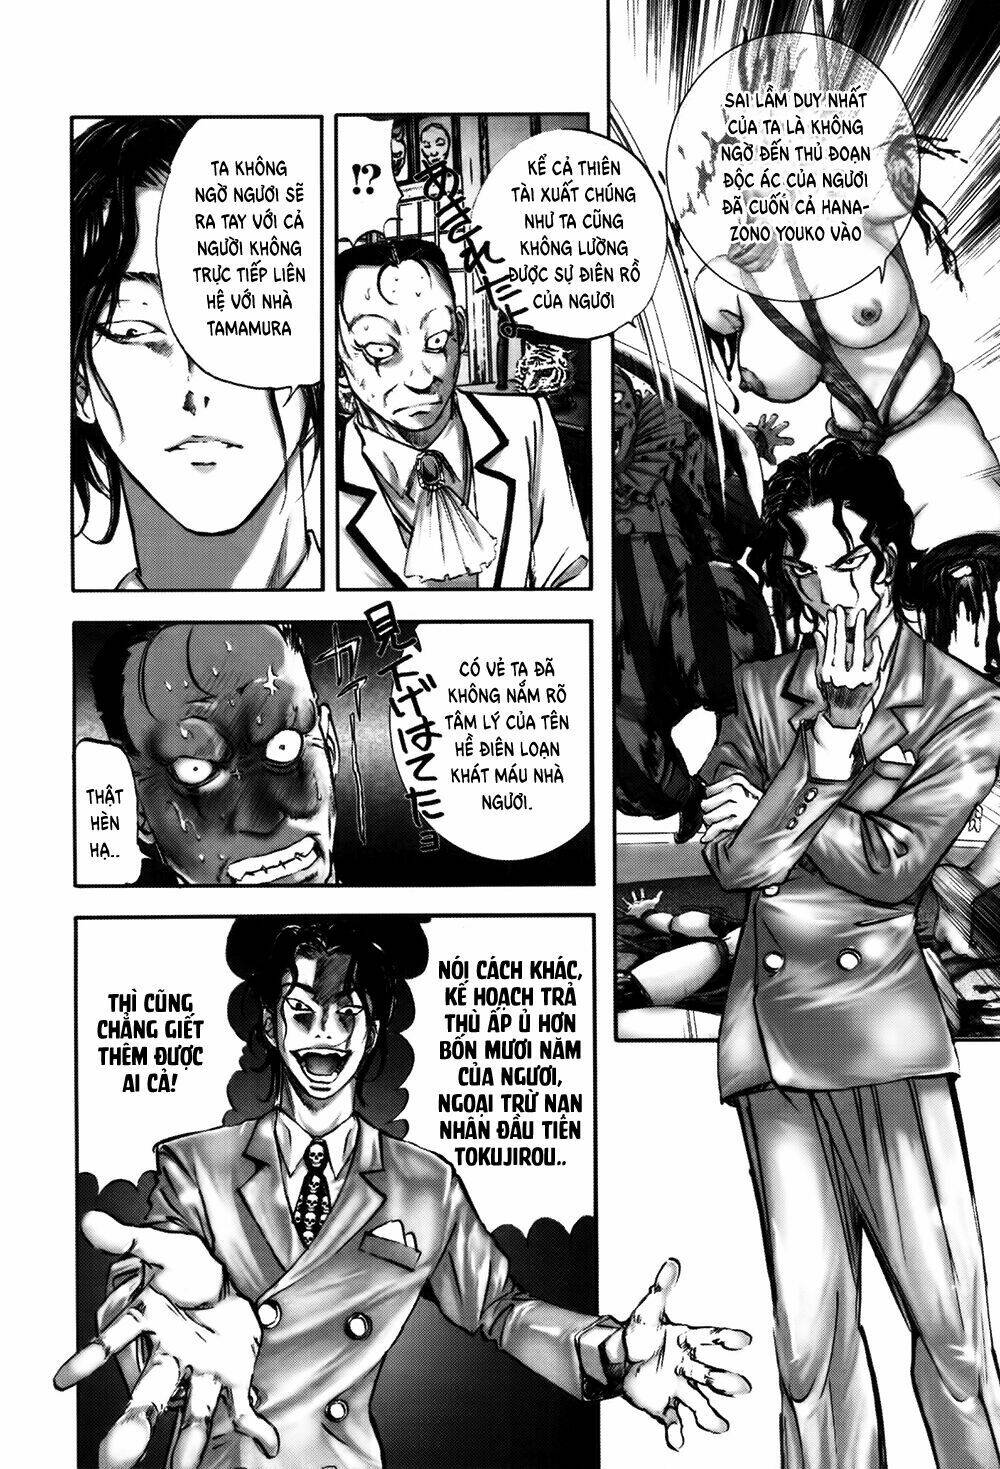 SAI LẦM DUY NHẤT
CỦA TA LÀ KHÔNG
NGỜ ĐẾN THỦ ĐOẠN
ĐỘC ÁC CỦA NGƯƠI
ĐÃ CUỐN CẢ HANA-
ZONO YOUKO VÀO
KỂ CẢ THIÊN
TÀI XUẤT CHÚNG
NHƯ TA CŨNG
KHÔNG LƯỜNG
ĐƯỢC SỰ ĐIÊN RỒ
CỦA NGƯƠI
!?
TA KHÔNG
NGỜ NGƯƠI SẼ
RA TAY VỚI CẢ
NGƯỜI KHÔNG
TRỰC TIẾP LIÊN
HỆ VỚI NHÀ
TAMAMURA
CÓ VẺ TA ĐÃ
KHÔNG NẮM RÕ
TÂM LÝ CỦA TÊN
HỀ ĐIÊN LOẠN
KHÁT MÁU NHÀ
NGƯƠI.
見下げはてた…
THẬT
HÈN
HẠ..
NÓI CÁCH KHÁC,
KẾ HOẠCH TRẢ
THÙ ẤP Ủ HƠN
BỐN MƯƠI NĂM
CỦA NGƯƠI,
NGOẠI TRỪ NẠN
NHÂN ĐẦU TIÊN
TOKUJIROU..
THÌ CŨNG
CHẲNG GIẾT
THÊM ĐƯỢC
AI CẢ!